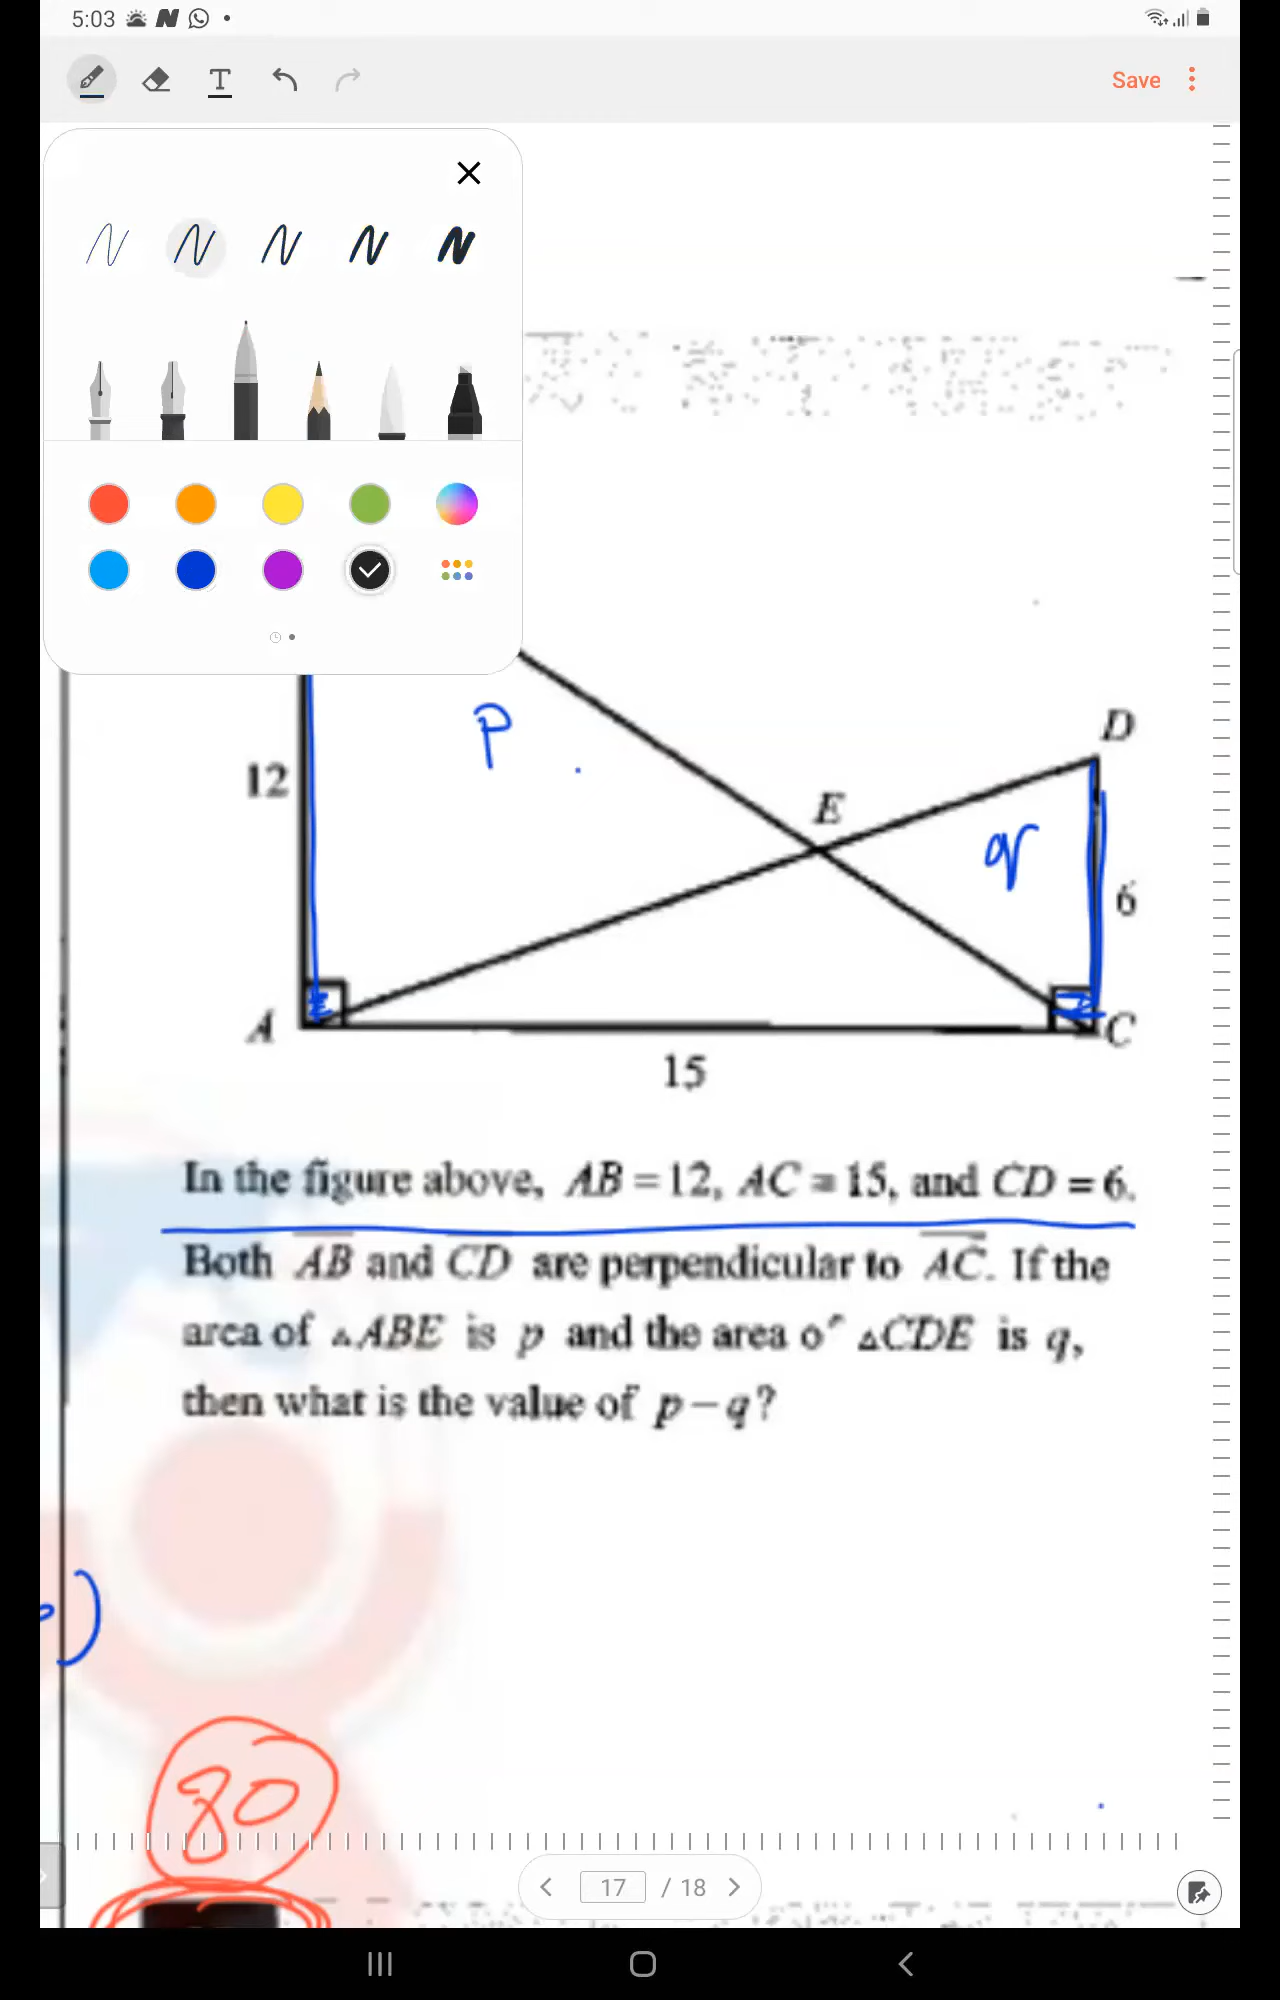 5:03
T
Save
P
12
D
E
q
6
A
C
15
In the figure above, AB = 12, AC = 15, and CD = 6.
Both AB and CD are perpendicular to AC. If the
area of △ABE is p and the area of △CDE is q,
then what is the value of p – q?
80
17 / 18